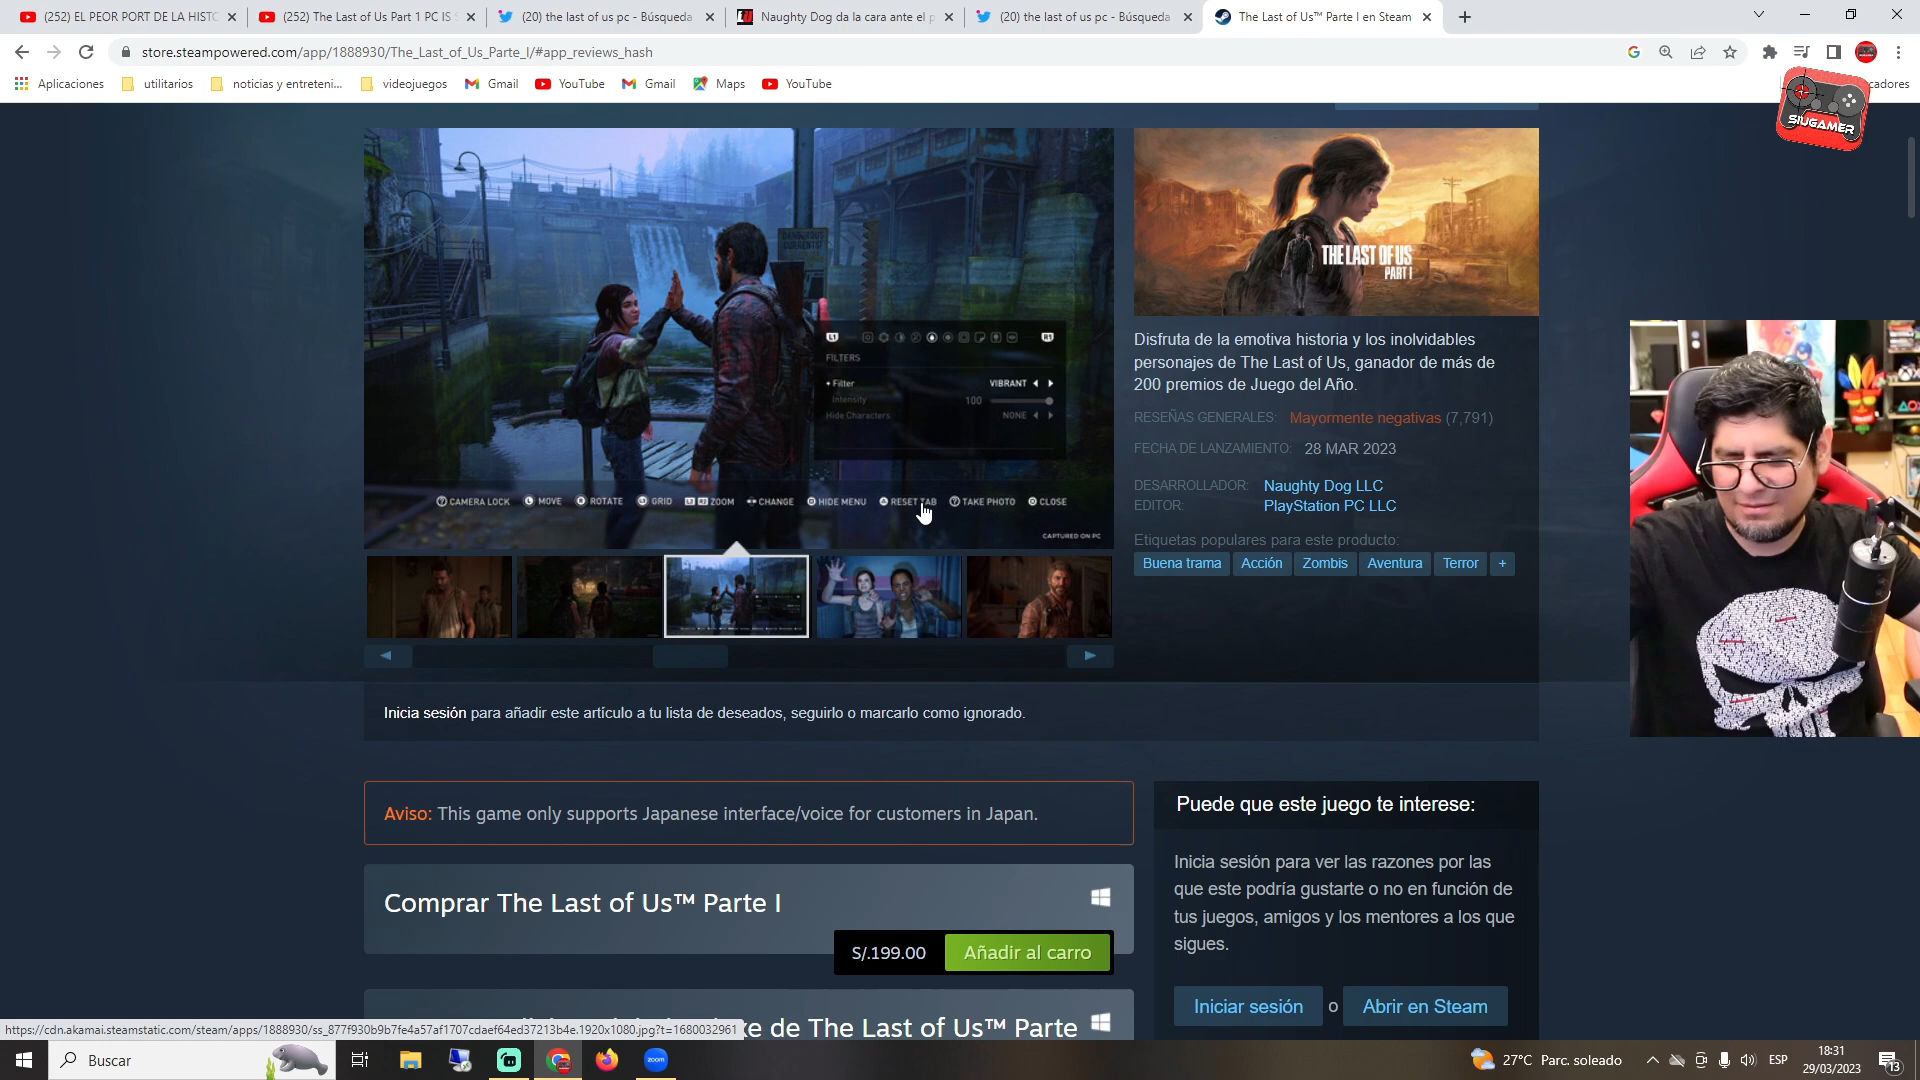 (252) EL PEOR PORT DE LA HISTO
(252) The Last of Us Part 1 PC IS
(20) the last of us pc - Búsqueda
Naughty Dog da la cara ante el p
(20) the last of us pc - Búsqueda
The Last of Us™ Parte I en Steam
store.steampowered.com/app/1888930/The_Last_of_Us_Parte_I/#app_reviews_hash
Aplicaciones
utilitarios
noticias y entreteni...
videojuegos
Gmail
YouTube
Gmail
Maps
YouTube
cadores
SIUGAMER
DANGEROUS
CURRENTS!
L1
R1
FILTERS
• Filter VIBRANT
Intensity 100
Hide Characters NONE
CAMERA LOCK MOVE ROTATE GRID ZOOM CHANGE HIDE MENU RESET TAB TAKE PHOTO CLOSE
CAPTURED ON PC
THE LAST OF US
PART I
Disfruta de la emotiva historia y los inolvidables
personajes de The Last of Us, ganador de más de
200 premios de Juego del Año.
RESEÑAS GENERALES: Mayormente negativas (7,791)
FECHA DE LANZAMIENTO: 28 MAR 2023
DESARROLLADOR: Naughty Dog LLC
EDITOR: PlayStation PC LLC
Etiquetas populares para este producto:
Buena trama Acción Zombis Aventura Terror +
Inicia sesión para añadir este artículo a tu lista de deseados, seguirlo o marcarlo como ignorado.
Aviso: This game only supports Japanese interface/voice for customers in Japan.
Comprar The Last of Us™ Parte I
S/.199.00 Añadir al carro
xe de The Last of Us™ Parte
Puede que este juego te interese:
Inicia sesión para ver las razones por las
que este podría gustarte o no en función de
tus juegos, amigos y los mentores a los que
sigues.
Iniciar sesión o Abrir en Steam
https://cdn.akamai.steamstatic.com/steam/apps/1888930/ss_877f930b9b7fe4a57af1707cdaef64ed37213b4e.1920x1080.jpg?t=1680032961
Buscar
zoom
27°C Parc. soleado
ESP
18:31
29/03/2023
13